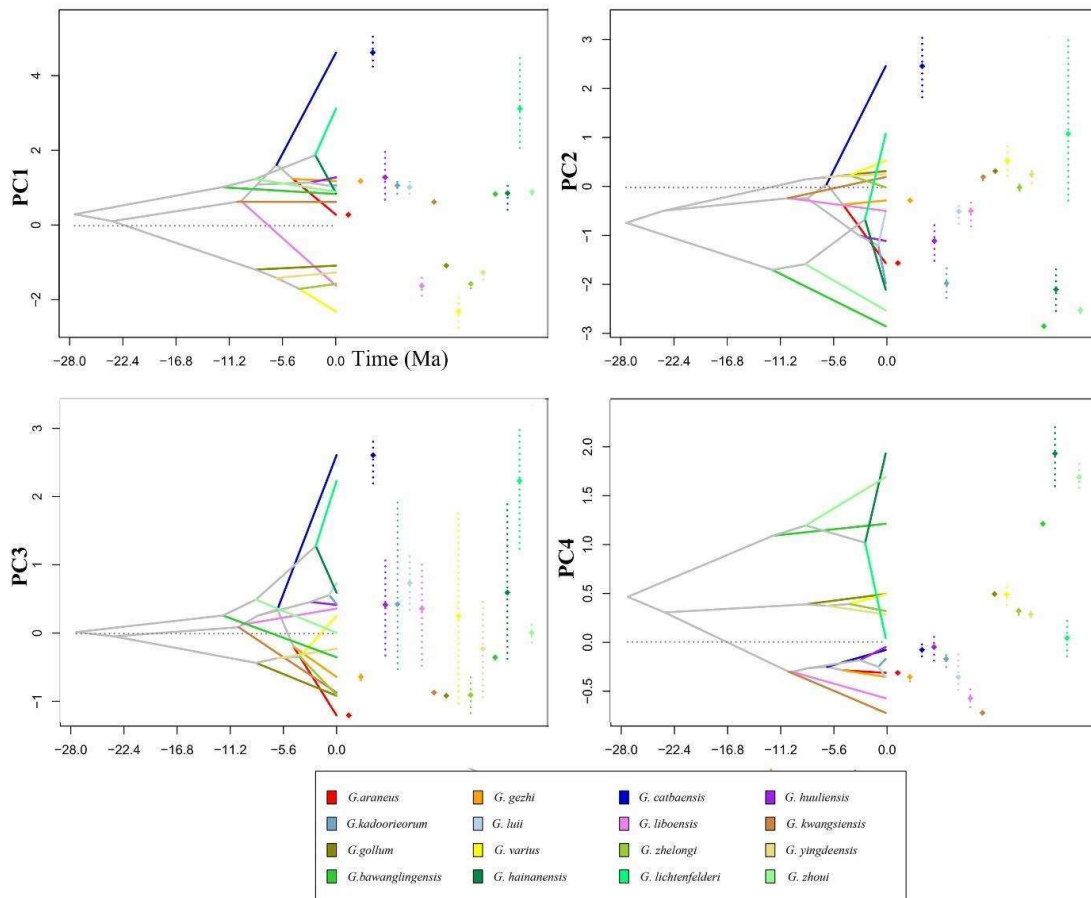 PC1
4
2
0
−2
−28.0 −22.4 −16.8 −11.2 −5.6 0.0
Time (Ma)
PC2
3
2
1
0
−1
−2
−3
−28.0 −22.4 −16.8 −11.2 −5.6 0.0
PC3
3
2
1
0
−1
−28.0 −22.4 −16.8 −11.2 −5.6 0.0
PC4
2.0
1.5
1.0
0.5
0.0
−0.5
−28.0 −22.4 −16.8 −11.2 −5.6 0.0
G.araneus G. gezhi G. catbaensis G. huuliensis
G.kadoorieorum G. luii G. liboensis G. kwangsiensis
G.gollum G. varius G. zhelongi G. yingdeensis
G.bawanglingensis G. hainanensis G. lichtenfelderi G. zhoui